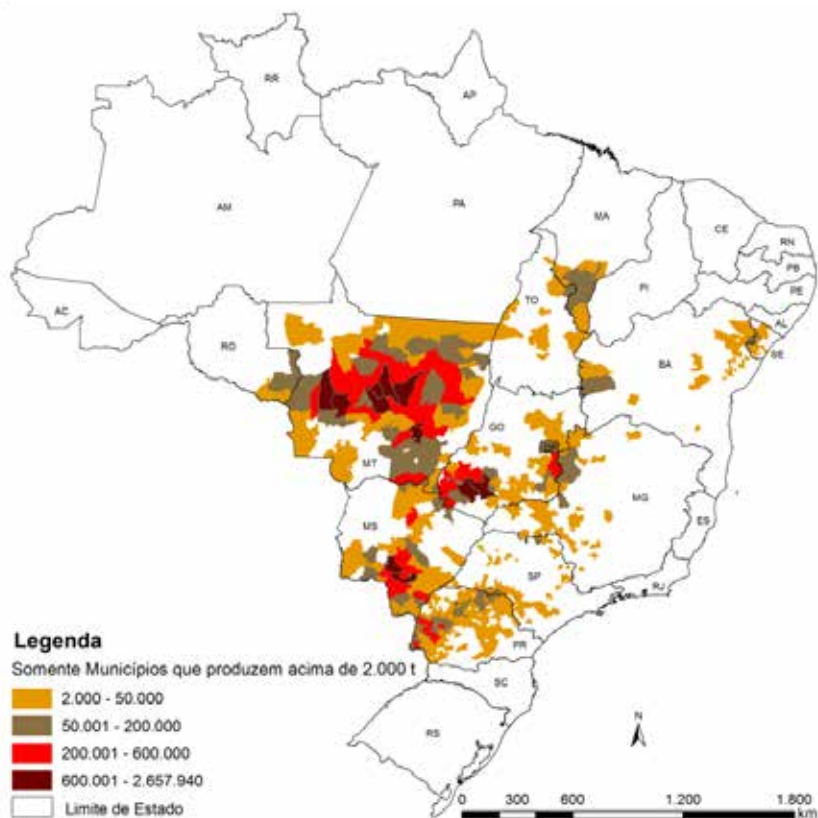 RR
AP
AM
PA
MA
CE
RN
PB
PE
AL
SE
PI
TO
AC
RO
BA
MT
GO
MG
ES
MS
SP
RJ
PR
SC
RS
Legenda
Somente Municípios que produzem acima de 2.000 t
2.000 - 50.000
50.001 - 200.000
200.001 - 600.000
600.001 - 2.657.940
Limite de Estado
N
0 300 600 1.200 1.800
km